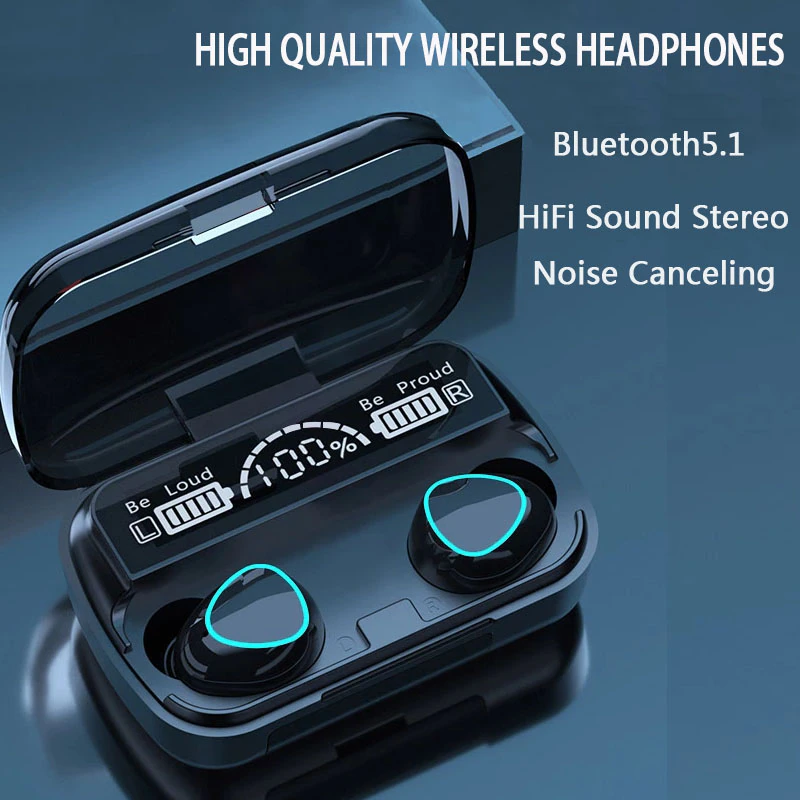 HIGH QUALITY WIRELESS HEADPHONES
Bluetooth5.1
HiFi Sound Stereo
Noise Canceling
Be Loud
L
100%
Be Proud
R